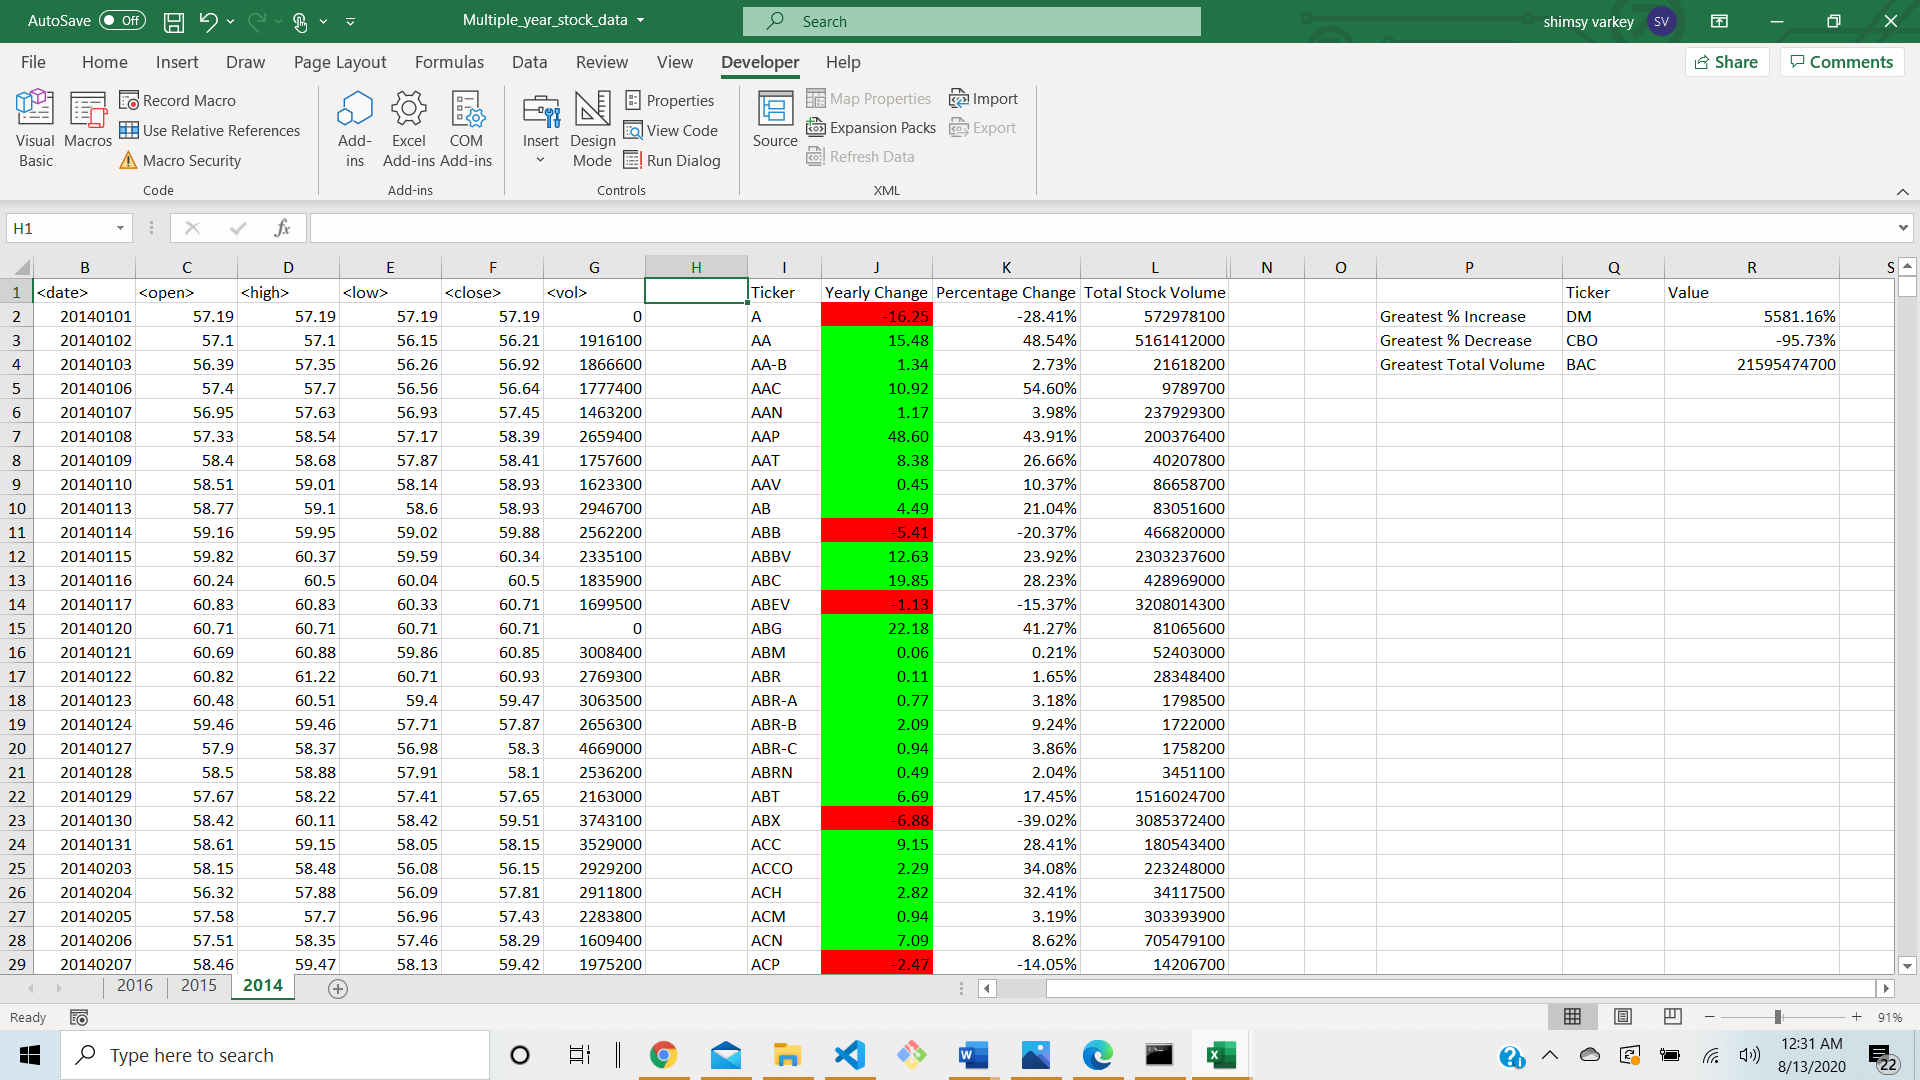 AutoSave Off Multiple_year_stock_data Search shimsy varkey SV
File Home Insert Draw Page Layout Formulas Data Review View Developer Help Share Comments
Visual Basic
Macros
Record Macro
Use Relative References
Macro Security
Code
Add-ins
Excel Add-ins
COM Add-ins
Add-ins
Insert
Design Mode
Properties
View Code
Run Dialog
Controls
Source
Map Properties
Expansion Packs
Refresh Data
Import
Export
XML
H1 fx
B C D E F G H I J K L N O P Q R S
1 <date> <open> <high> <low> <close> <vol> Ticker Yearly Change Percentage Change Total Stock Volume Ticker Value
2 20140101 57.19 57.19 57.19 57.19 0 A -16.25 -28.41% 572978100 Greatest % Increase DM 5581.16%
3 20140102 57.1 57.1 56.15 56.21 1916100 AA 15.48 48.54% 5161412000 Greatest % Decrease CBO -95.73%
4 20140103 56.39 57.35 56.26 56.92 1866600 AA-B 1.34 2.73% 21618200 Greatest Total Volume BAC 21595474700
5 20140106 57.4 57.7 56.56 56.64 1777400 AAC 10.92 54.60% 9789700
6 20140107 56.95 57.63 56.93 57.45 1463200 AAN 1.17 3.98% 237929300
7 20140108 57.33 58.54 57.17 58.39 2659400 AAP 48.60 43.91% 200376400
8 20140109 58.4 58.68 57.87 58.41 1757600 AAT 8.38 26.66% 40207800
9 20140110 58.51 59.01 58.14 58.93 1623300 AAV 0.45 10.37% 86658700
10 20140113 58.77 59.1 58.6 58.93 2946700 AB 4.49 21.04% 83051600
11 20140114 59.16 59.95 59.02 59.88 2562200 ABB -5.41 -20.37% 466820000
12 20140115 59.82 60.37 59.59 60.34 2335100 ABBV 12.63 23.92% 2303237600
13 20140116 60.24 60.5 60.04 60.5 1835900 ABC 19.85 28.23% 428969000
14 20140117 60.83 60.83 60.33 60.71 1699500 ABEV -1.13 -15.37% 3208014300
15 20140120 60.71 60.71 60.71 60.71 0 ABG 22.18 41.27% 81065600
16 20140121 60.69 60.88 59.86 60.85 3008400 ABM 0.06 0.21% 52403000
17 20140122 60.82 61.22 60.71 60.93 2769300 ABR 0.11 1.65% 28348400
18 20140123 60.48 60.51 59.4 59.47 3063500 ABR-A 0.77 3.18% 1798500
19 20140124 59.46 59.46 57.71 57.87 2656300 ABR-B 2.09 9.24% 1722000
20 20140127 57.9 58.37 56.98 58.3 4669000 ABR-C 0.94 3.86% 1758200
21 20140128 58.5 58.88 57.91 58.1 2536200 ABRN 0.49 2.04% 3451100
22 20140129 57.67 58.22 57.41 57.65 2163000 ABT 6.69 17.45% 1516024700
23 20140130 58.42 60.11 58.42 59.51 3743100 ABX -6.88 -39.02% 3085372400
24 20140131 58.61 59.15 58.05 58.15 3529000 ACC 9.15 28.41% 180543400
25 20140203 58.15 58.48 56.08 56.15 2929200 ACCO 2.29 34.08% 223248000
26 20140204 56.32 57.88 56.09 57.81 2911800 ACH 2.82 32.41% 34117500
27 20140205 57.58 57.7 56.96 57.43 2283800 ACM 0.94 3.19% 303393900
28 20140206 57.51 58.35 57.46 58.29 1609400 ACN 7.09 8.62% 705479100
29 20140207 58.46 59.47 58.13 59.42 1975200 ACP -2.47 -14.05% 14206700
2016 2015 2014
Ready 91%
Type here to search 12:31 AM
8/13/2020 22